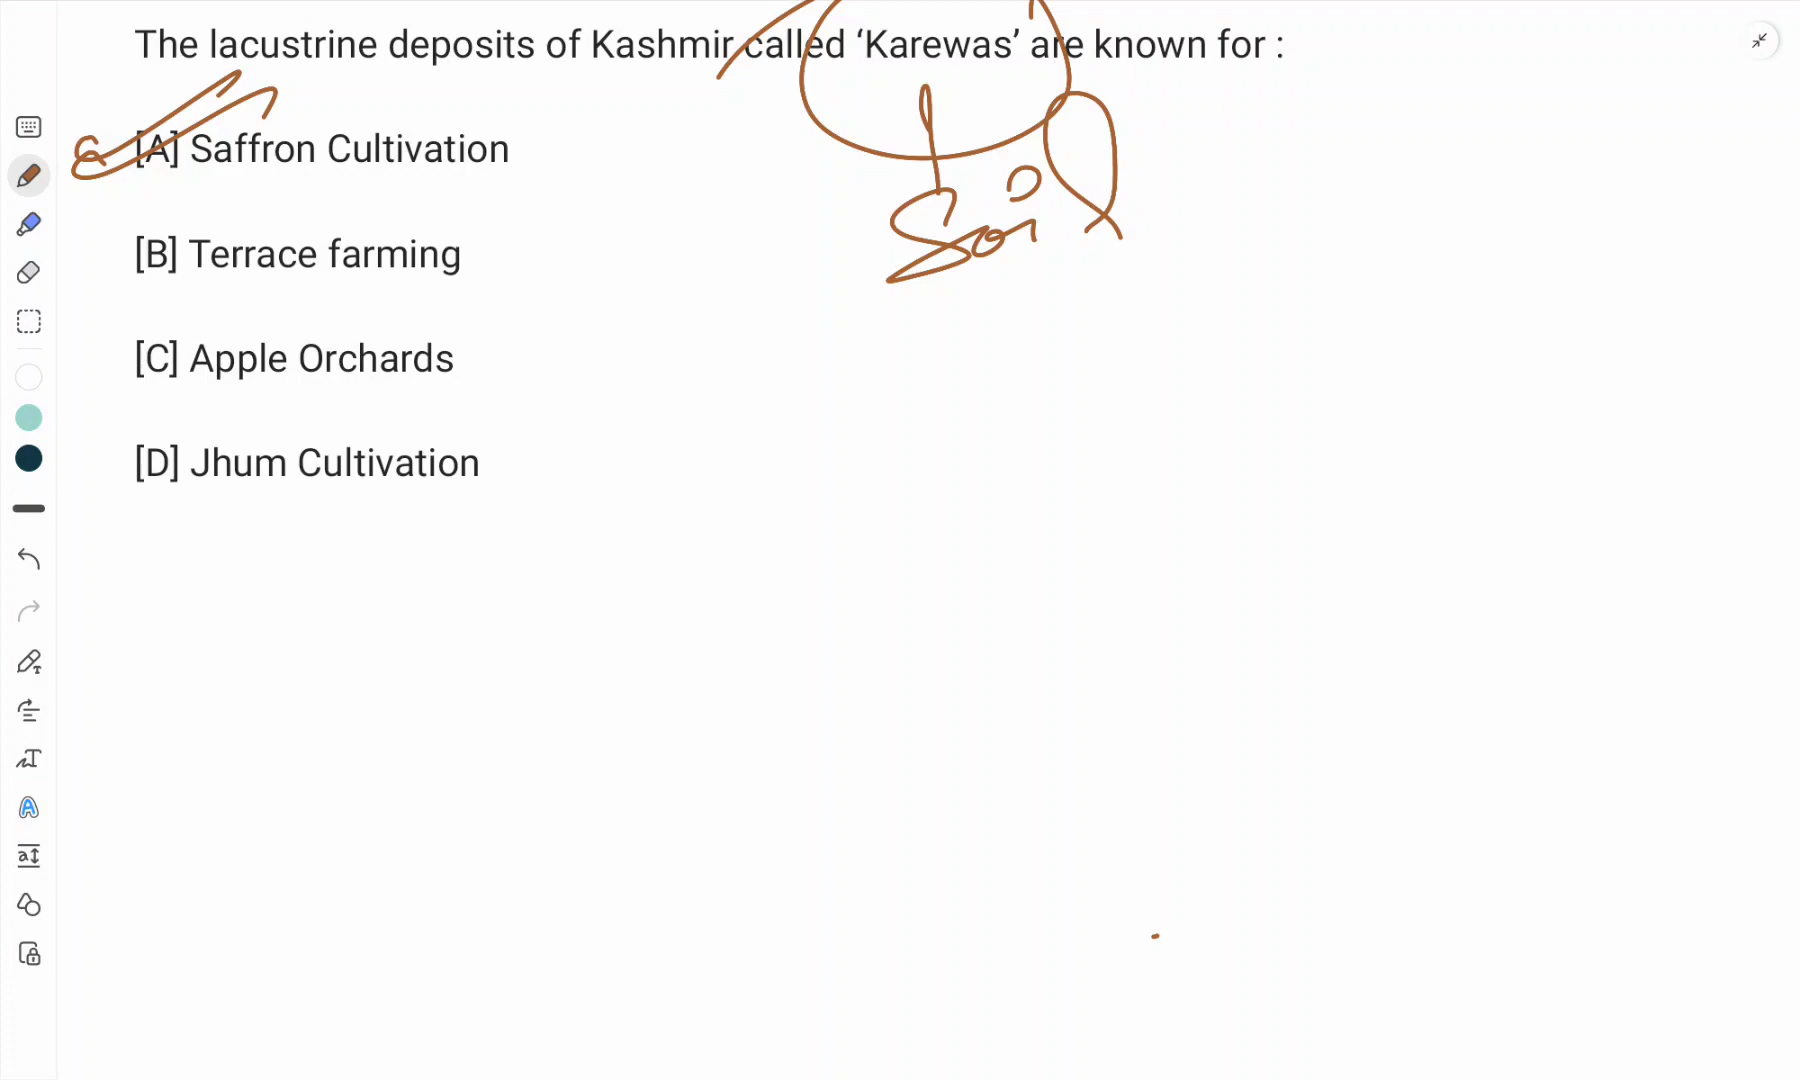 The lacustrine deposits of Kashmir called ‘Karewas’ are known for :
[A] Saffron Cultivation
Soil
[B] Terrace farming
[C] Apple Orchards
[D] Jhum Cultivation